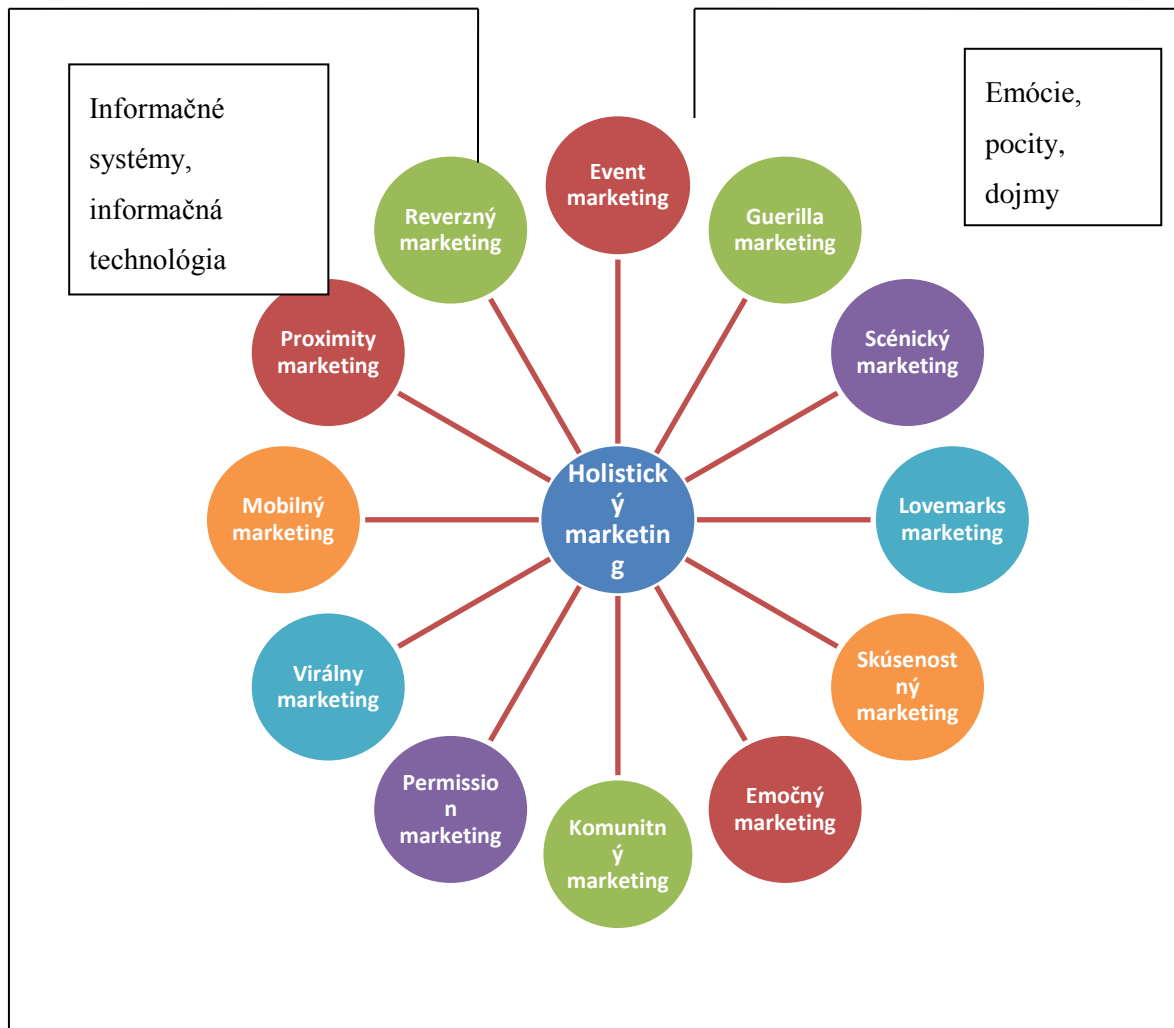 Informačné
systémy,
informačná
technológia
Emócie,
pocity,
dojmy
Event
marketing
Guerilla
marketing
Scénický
marketing
Lovemarks
marketing
Skúsenost
ný
marketing
Emočný
marketing
Komunitn
ý
marketing
Permissio
n
marketing
Virálny
marketing
Mobilný
marketing
Proximity
marketing
Reverzný
marketing
Holistick
ý
marketin
g